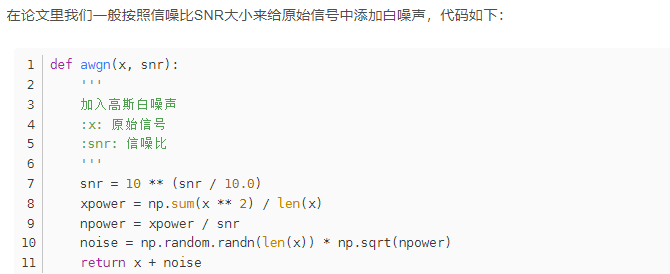 在论文里我们一般按照信噪比SNR大小来给原始信号中添加白噪声，代码如下：
1 def awgn(x, snr):
2     '''
3     加入高斯白噪声
4     :x: 原始信号
5     :snr: 信噪比
6     '''
7     snr = 10 ** (snr / 10.0)
8     xpower = np.sum(x ** 2) / len(x)
9     npower = xpower / snr
10     noise = np.random.randn(len(x)) * np.sqrt(npower)
11     return x + noise